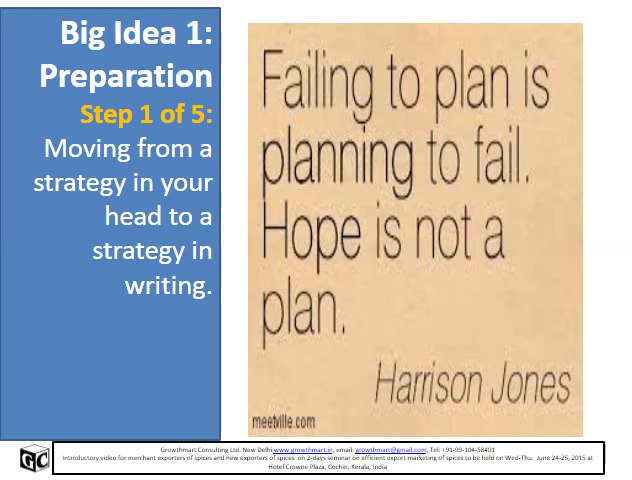 Big Idea 1:
Preparation
Step 1 of 5:
Moving from a
strategy in your
head to a
strategy in
writing.
Failing to plan is
planning to fail.
Hope is not a
plan.
Harrison Jones
meetville.com
GC
Growthmart Consulting Ltd. New Delhi www.growthmart.in, email: growthmart@gmail.com, Tel: +91-99-104-58401
Introductory video for merchant exporters of spices and new exporters of spices on 2-days seminar on efficient export marketing of spices to be held on Wed-Thu. June 24-25, 2015 at
Hotel Crowne Plaza, Cochin, Kerala, India